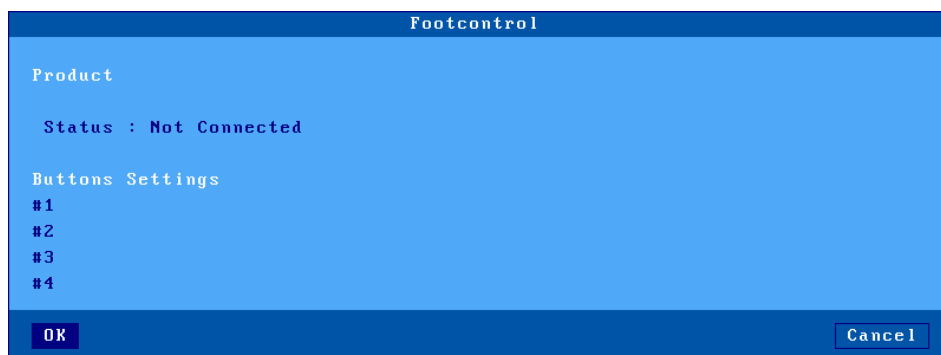 Footcontrol
Product
Status : Not Connected
Buttons Settings
#1
#2
#3
#4
OK Cancel